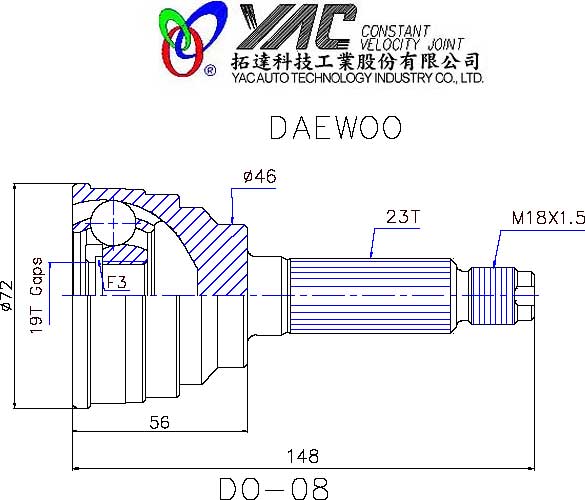 YAC CONSTANT
VELOCITY JOINT
®
拓達科技工業股份有限公司
YAC AUTO TECHNOLOGY INDUSTRY CO., LTD.
DAEWOO
ø46
23T
M18X1.5
F3
19T Gaps
ø72
56
148
DO-08